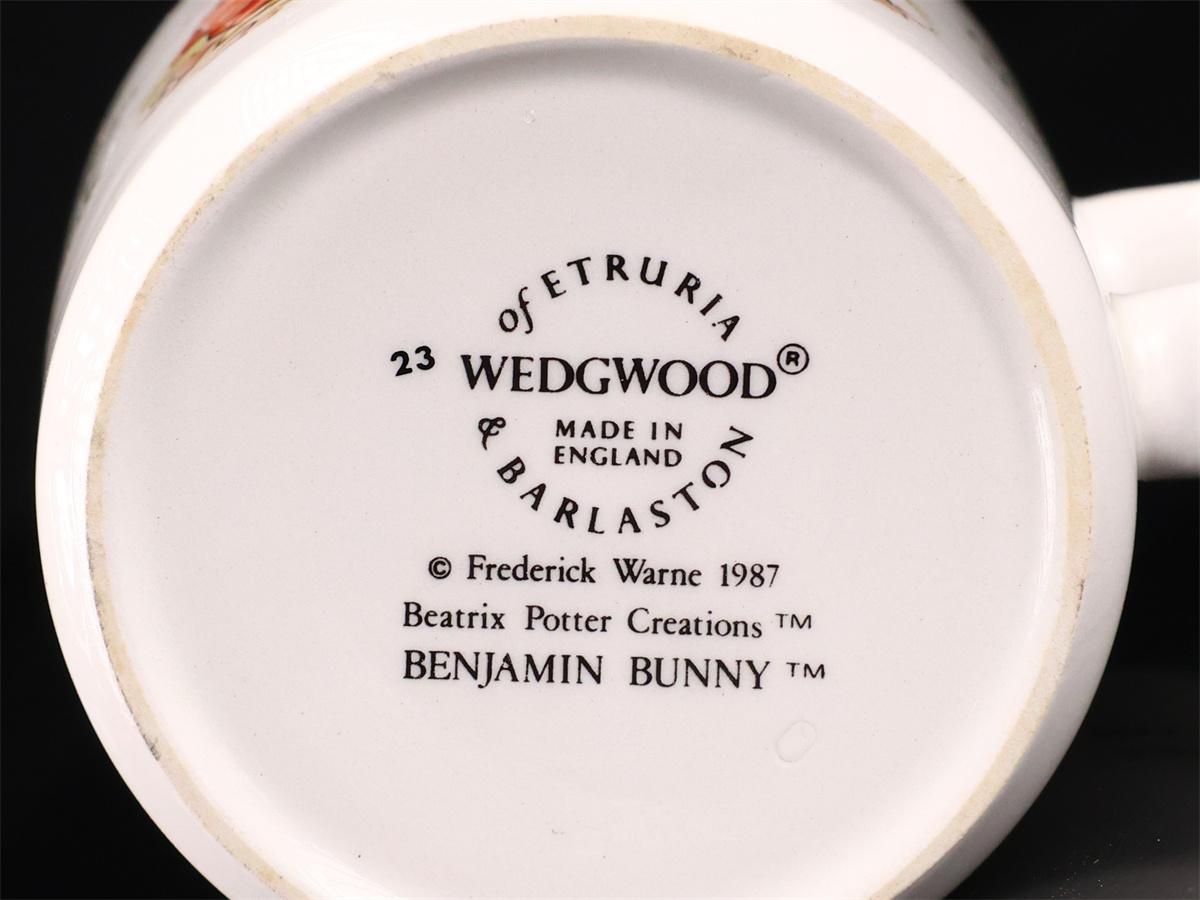 of ETRURIA
23 WEDGWOOD®
MADE IN
ENGLAND
& BARLASTON
© Frederick Warne 1987
Beatrix Potter Creations ™
BENJAMIN BUNNY ™